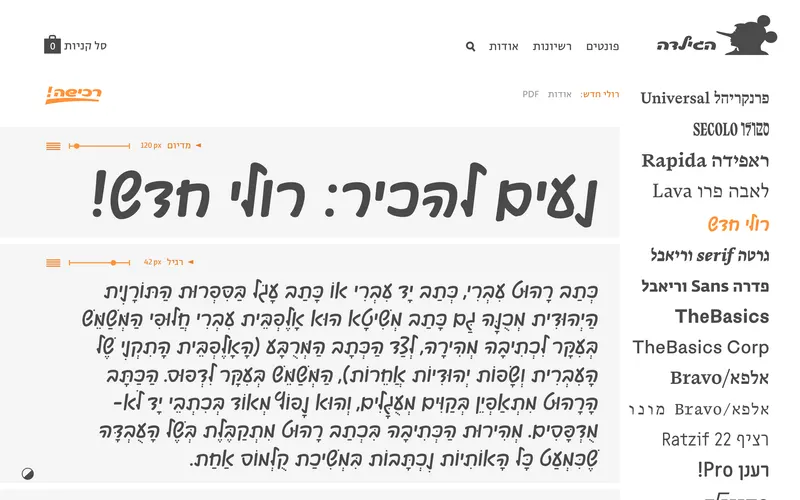 הגילדה
פונטים
רשיונות
אודות
סל קניות
0
רולי חדש:
אודות
PDF
רכישה!
מדיום
120 px
נעים להכיר: רולי חדש!
רגיל
42 px
כְּתַב רָהוּט עִבְרִי, כְּתַב יָד עִבְרִי אוֹ כְּתַב עָגֹל בַּסִּפְרוּת הַתּוֹרָנִית
הַיְּהוּדִית מְכֻנֶּה גַּם כְּתַב מְשִׁיטָא הוּא אָלֶפְבֵּית עִבְרִי חֲלוּפִי הַמְּשַׁמֵּשׁ
בְּעִקָּר לִכְתִיבָה מְהִירָה, לְצַד הַכְּתָב הַמְּרֻבָּע (הָאָלֶפְבֵּית הַתִּקְנִי שֶׁל
הָעִבְרִית וְשָׂפוֹת יְהוּדִיּוֹת אֲחֵרוֹת), הַמְּשַׁמֵּשׁ בְּעִקָּר לִדְפוּס. הַכְּתָב
הָרָהוּט מִתְאַפְיֵן בְּקַוִּים מְעֻגָּלִים, וְהוּא נָפוֹץ מְאוֹד בְּכִתְבֵי יָד לֹא-
מֻדְפָּסִים. מְהִירוּת הַכְּתִיבָה בִּכְתַב רָהוּט מִתְקַבֶּלֶת בְּשֶׁל הָעֻבְדָּה
שֶׁכִּמְעַט כָּל הָאוֹתִיּוֹת נִכְתָּבוֹת בִּמְשִׁיכַת קֻלְמוֹס אַחַת.
פרנקריהל Universal
סקולו SECOLO
ראפידה Rapida
לאבה פרו Lava
רולי חדש
גרטה serif וריאבל
פדרה Sans וריאבל
TheBasics
TheBasics Corp
אלפא/Bravo
אלפא/Bravo מונו
רציף Ratzif 22
רענן Pro!